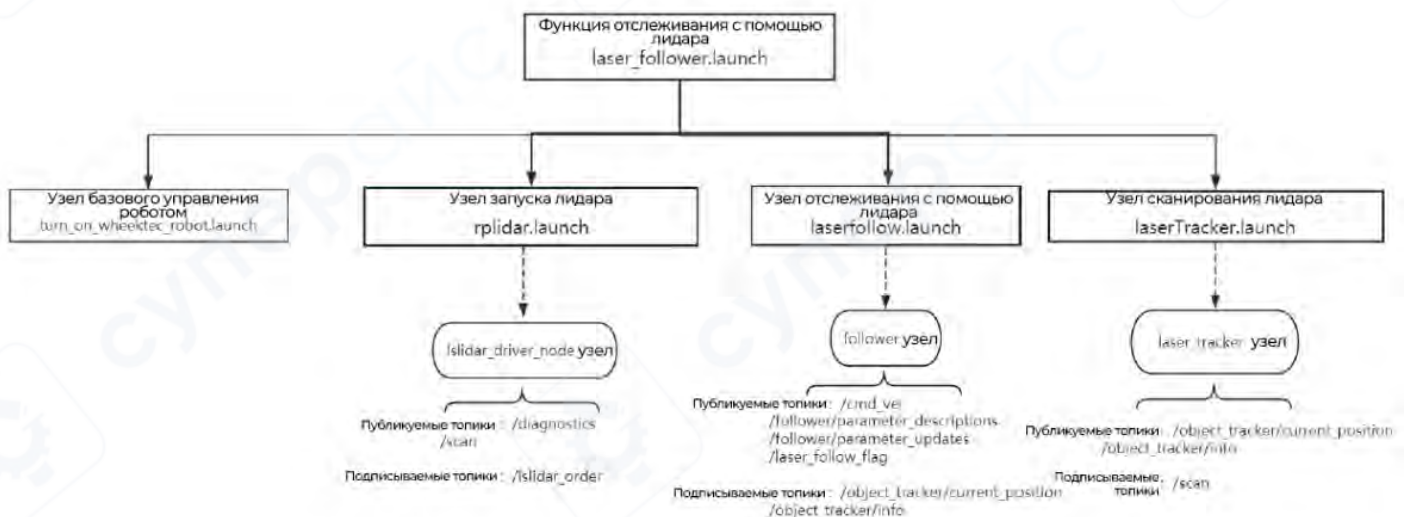 Функция отслеживания с помощью
лидара
laser_follower.launch
Узел базового управления
роботом
turn_on_wheeltec_robot.launch
Узел запуска лидара
rplidar.launch
Узел отслеживания с помощью
лидара
laserfollow.launch
Узел сканирования лидара
laserTracker.launch
lslidar_driver_node узел
follower узел
laser_tracker узел
Публикуемые топики: /diagnostics
/scan
Подписываемые топики: /lslidar_order
Публикуемые топики: /cmd_vel
/follower/parameter_descriptions
/follower/parameter_updates
/laser_follow_flag
Подписываемые топики: /object_tracker/current_position
/object_tracker/info
Публикуемые топики: /object_tracker/current_position
/object_tracker/info
Подписываемые
топики: /scan
суперайс
суперайс